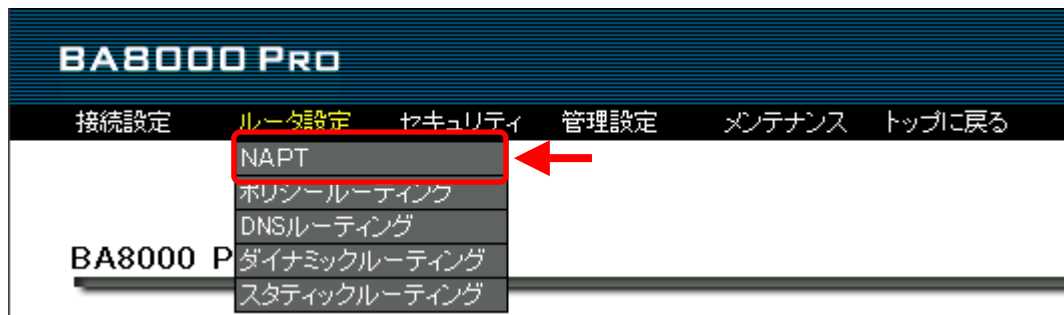 BA8000 PRO
接続設定 ルータ設定 セキュリティ 管理設定 メンテナンス トップに戻る
NAPT
ポリシールーティング
DNSルーティング
BA8000 P
ダイナミックルーティング
スタティックルーティング